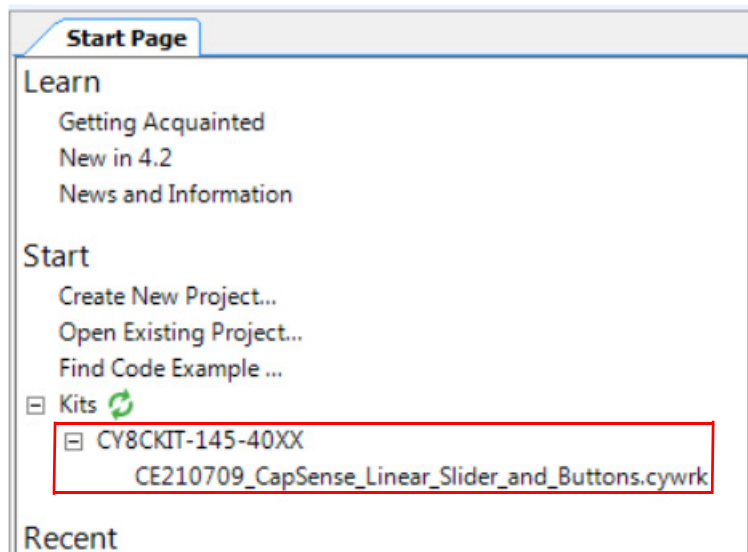 Start Page
Learn
Getting Acquainted
New in 4.2
News and Information
Start
Create New Project...
Open Existing Project...
Find Code Example ...
Kits
CY8CKIT-145-40XX
CE210709_CapSense_Linear_Slider_and_Buttons.cywrk
Recent